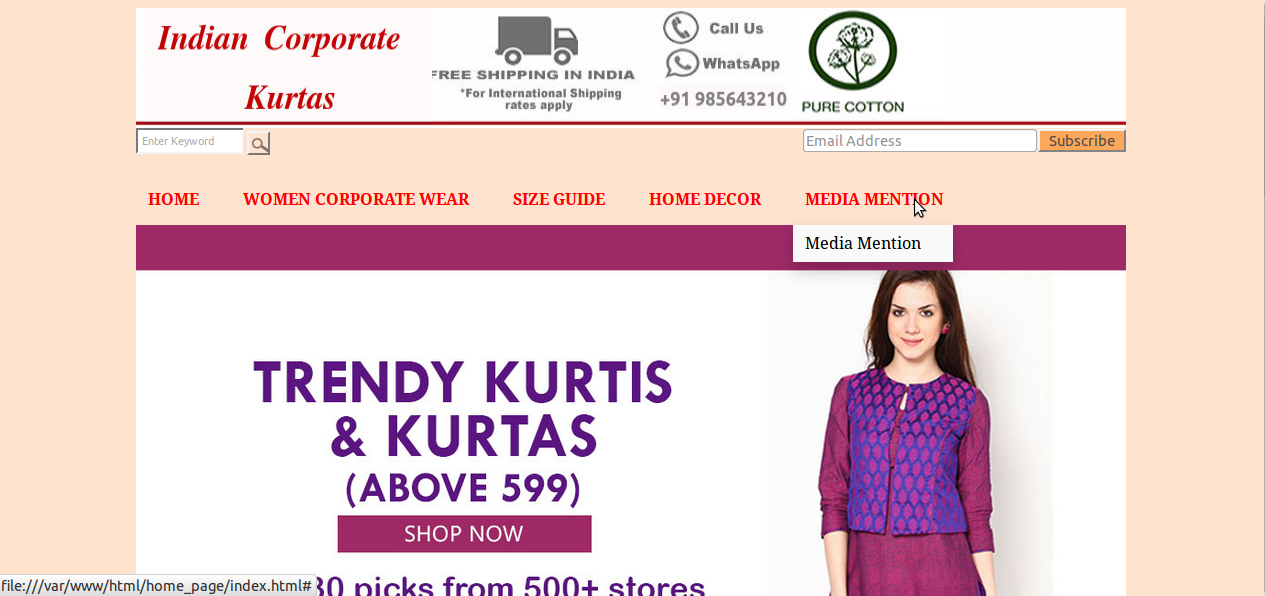 Indian Corporate
Kurtas
FREE SHIPPING IN INDIA
*For International Shipping
rates apply
Call Us
WhatsApp
+91 985643210
PURE COTTON
Enter Keyword
Email Address
Subscribe
HOME
WOMEN CORPORATE WEAR
SIZE GUIDE
HOME DECOR
MEDIA MENTION
Media Mention
TRENDY KURTIS
& KURTAS
(ABOVE 599)
SHOP NOW
picks from 500+ stores
file:///var/www/html/home_page/index.html#